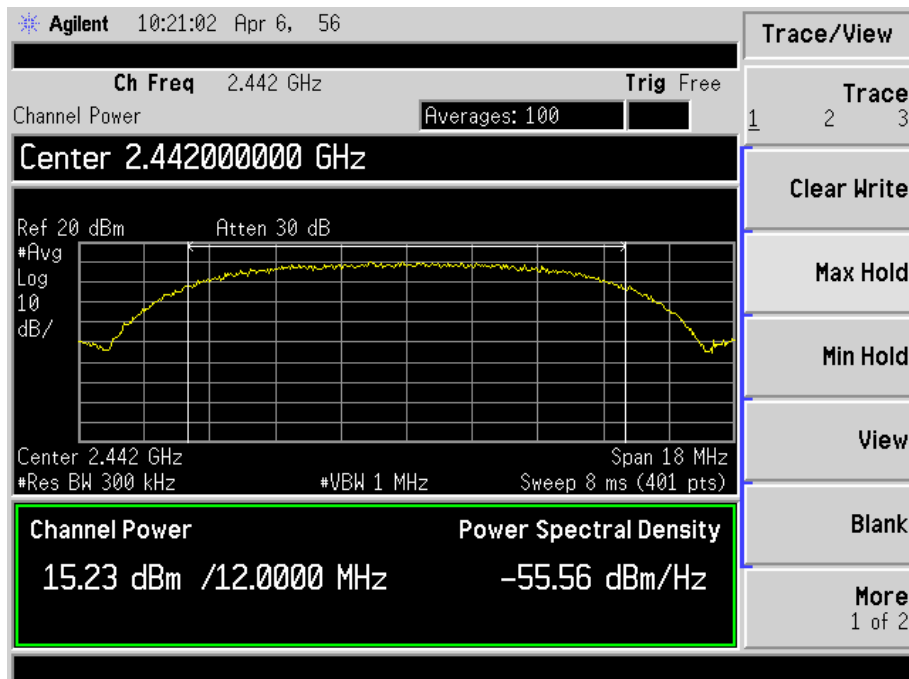 Agilent 10:21:02 Apr 6, 56
Trace/View
Ch Freq 2.442 GHz Trig Free
Channel Power Averages: 100
Center 2.442000000 GHz
Ref 20 dBm Atten 30 dB
#Avg
Log
10
dB/
Center 2.442 GHz Span 18 MHz
#Res BW 300 kHz #VBW 1 MHz Sweep 8 ms (401 pts)
Channel Power Power Spectral Density
15.23 dBm /12.0000 MHz -55.56 dBm/Hz
Trace
1 2 3
Clear Write
Max Hold
Min Hold
View
Blank
More
1 of 2